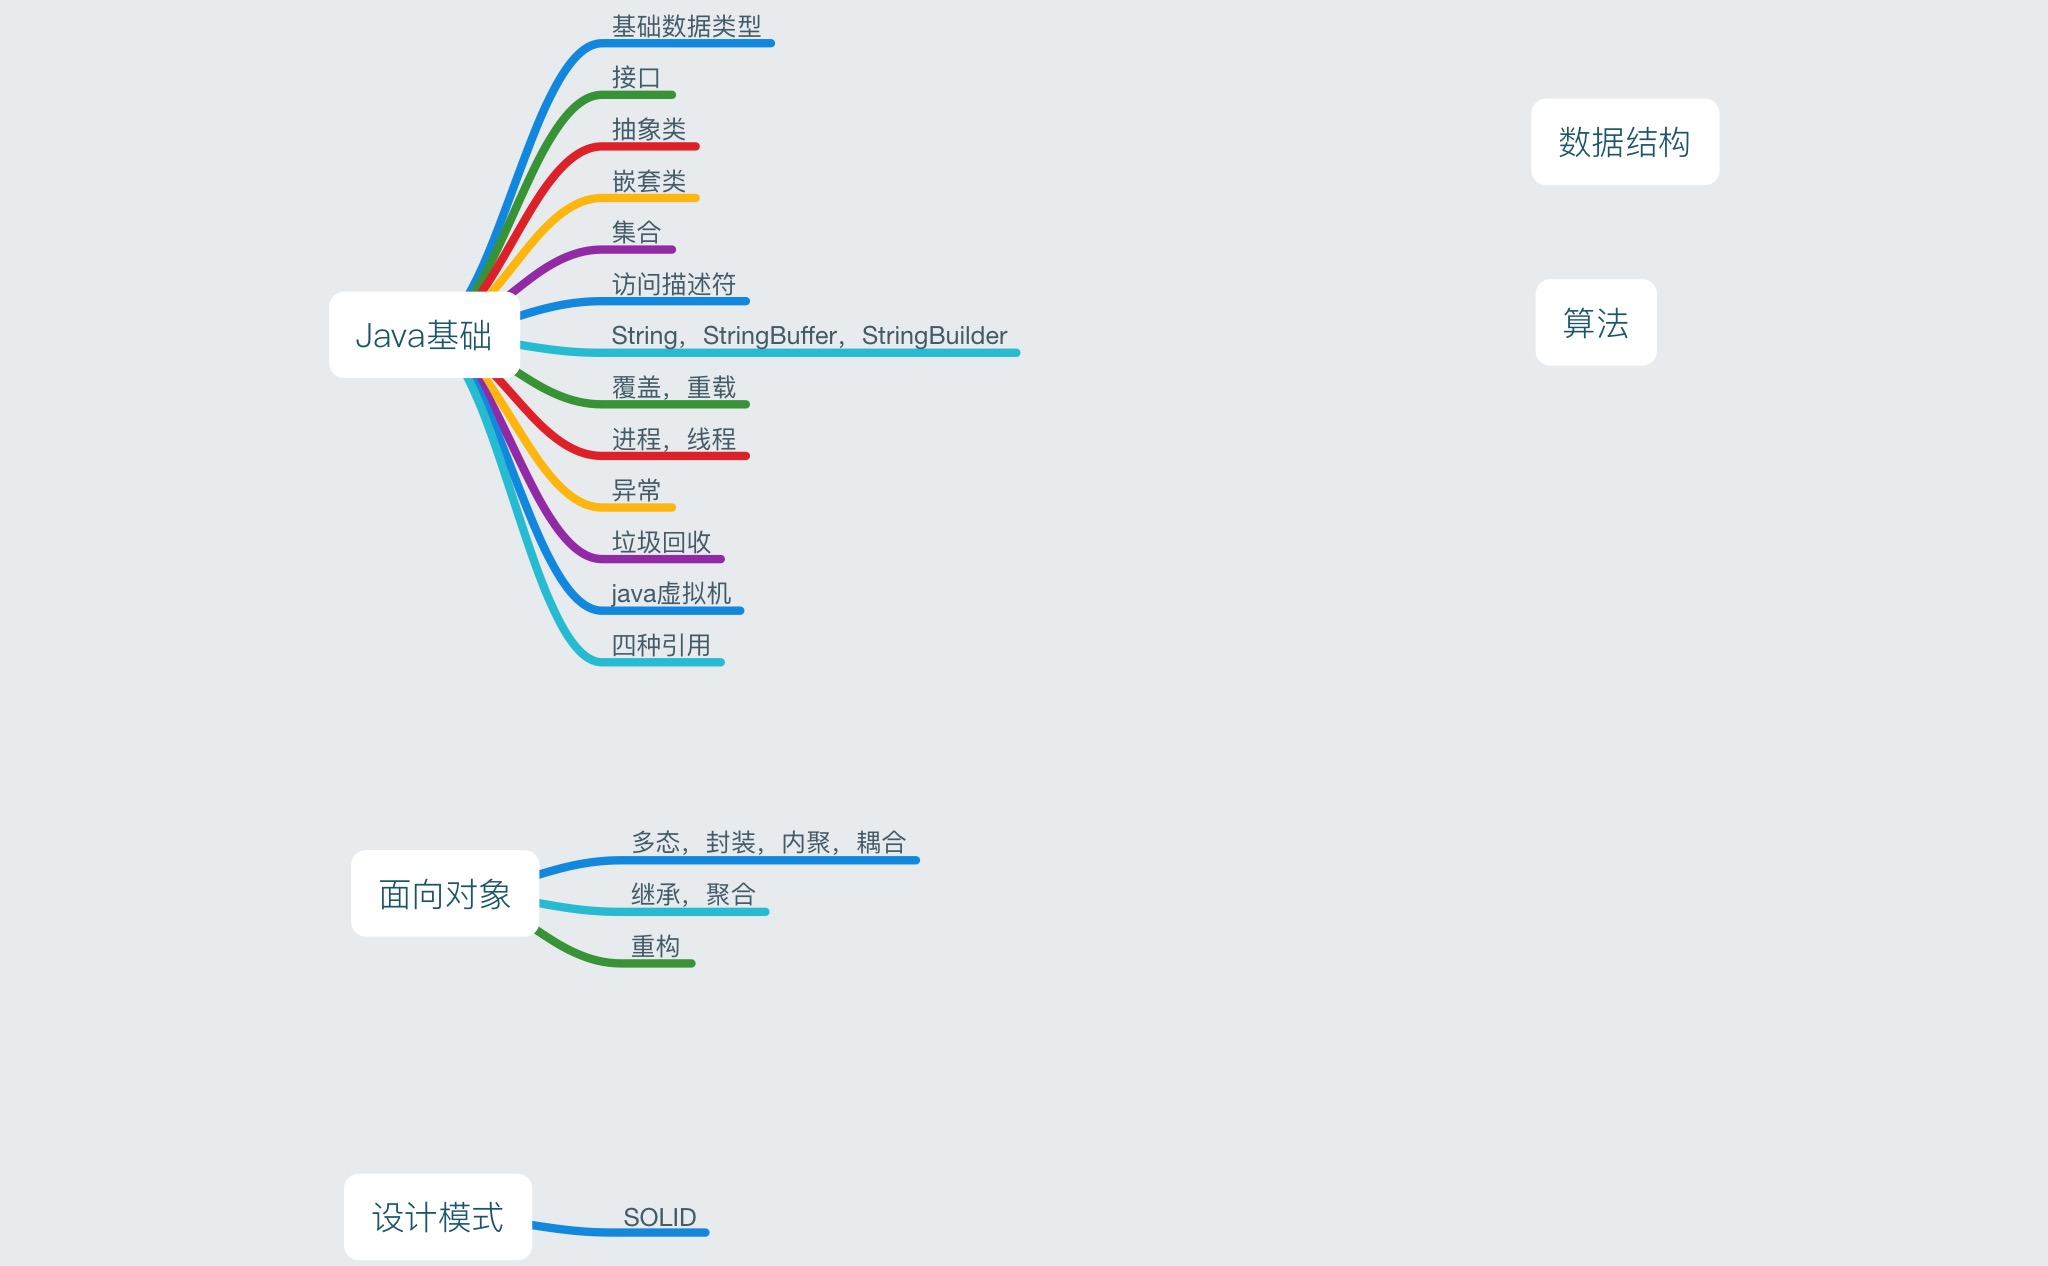 Java基础
基础数据类型
接口
抽象类
嵌套类
集合
访问描述符
String，StringBuffer，StringBuilder
覆盖，重载
进程，线程
异常
垃圾回收
java虚拟机
四种引用
面向对象
多态，封装，内聚，耦合
继承，聚合
重构
设计模式
SOLID
数据结构
算法